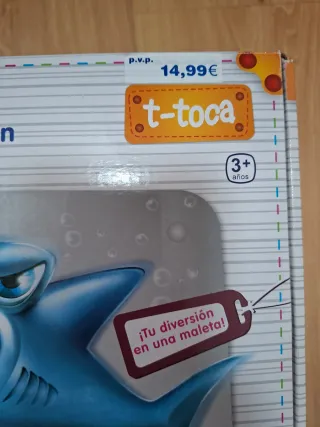 p.v.p.
14,99€
t-toca
n
3+
años
¡Tu diversión
en una maleta!